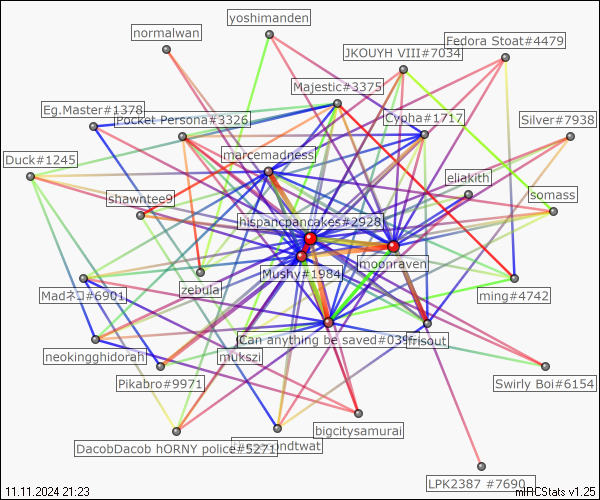 yoshimanden
normalwan
Fedora Stoat#4479
JKOUYH VIII#7034
Majestic#3375
Eg.Master#1378
Pocket Persona#3326
Cypha#1717
Silver#7938
marcemadness
Duck#1245
eliakith
shawntee9
somass
hispancpancakes#2928
moonraven
Mushy#1984
zebula
Madネコ#6901
ming#4742
Can anything be saved#039
frisout
neokingghidorah
mukszi
Pikabro#9971
Swirly Boi#6154
bigcitysamurai
DacobDacob hORNY police#5271
LPK2387 #7690
11.11.2024 21:23
mIRCStats v1.25